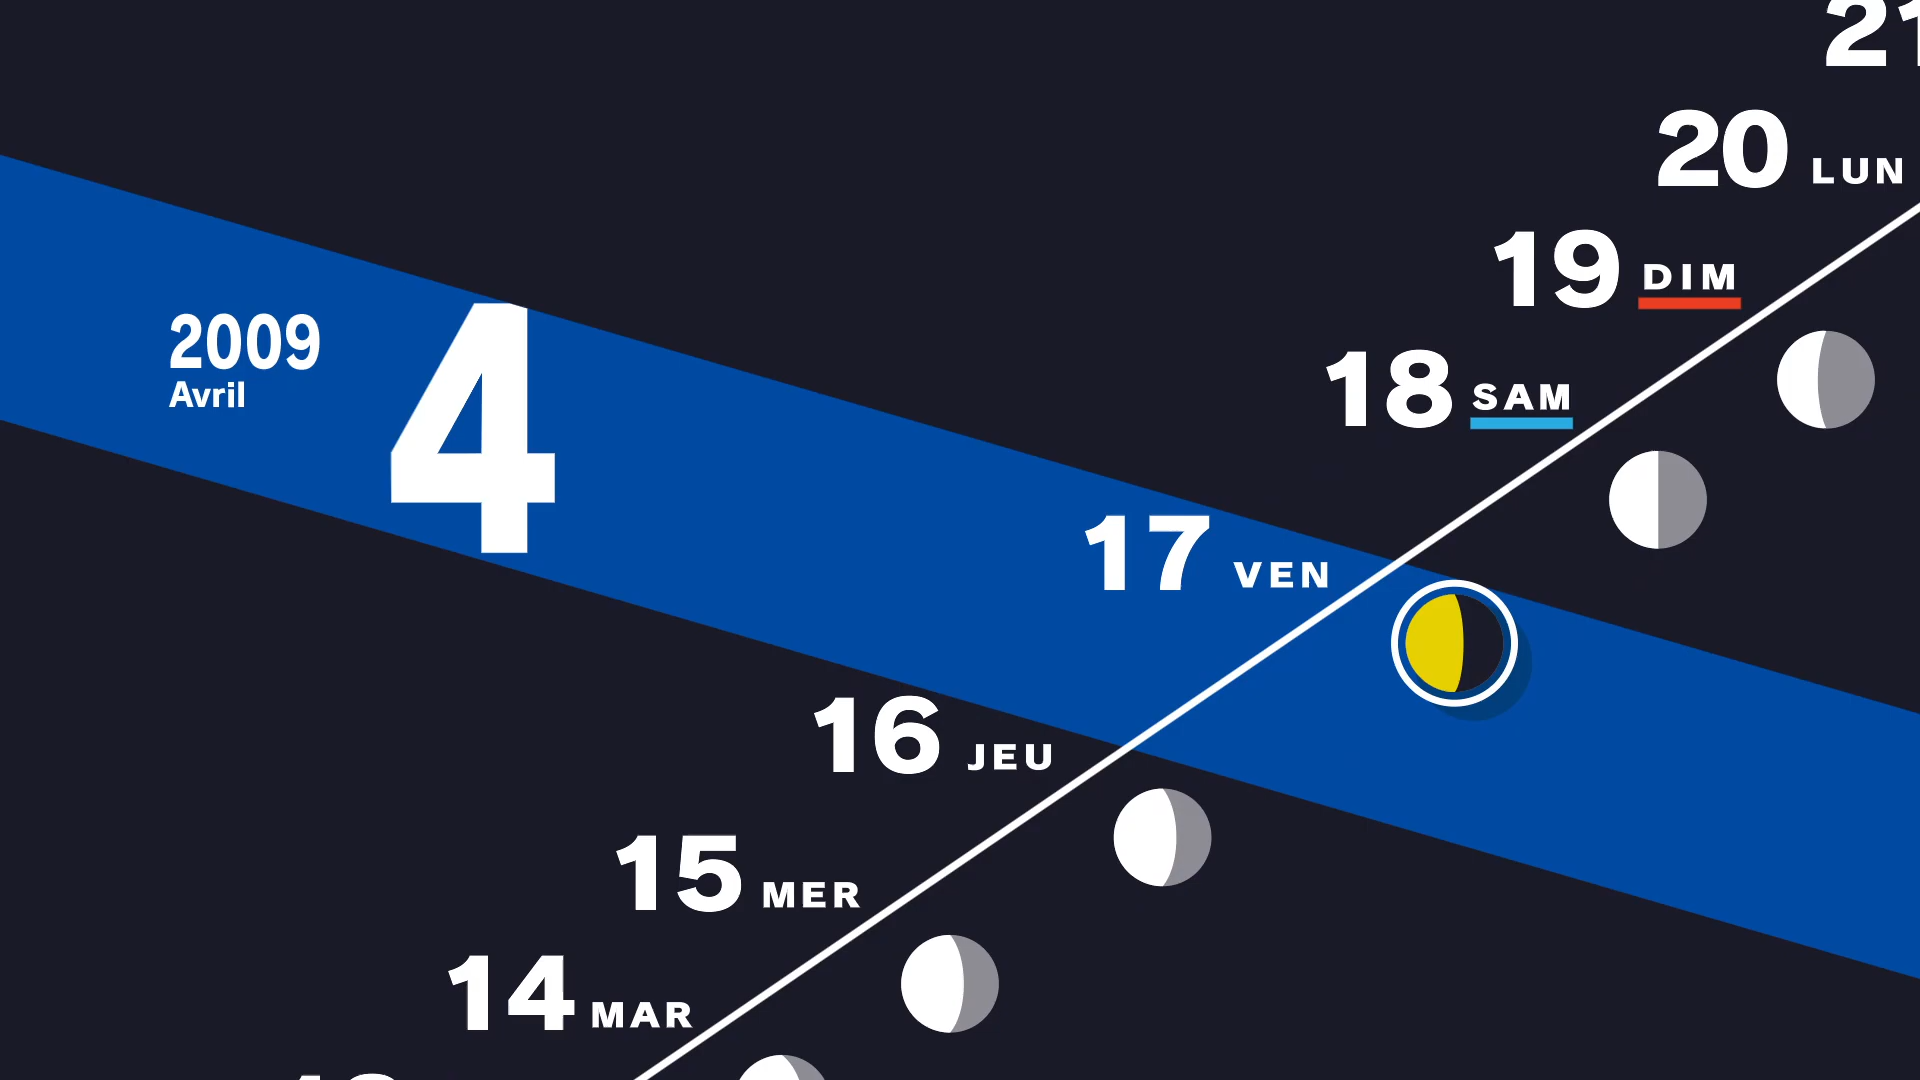 21
20 LUN
19 DIM
18 SAM
2009
Avril
4
17 VEN
16 JEU
15 MER
14 MAR